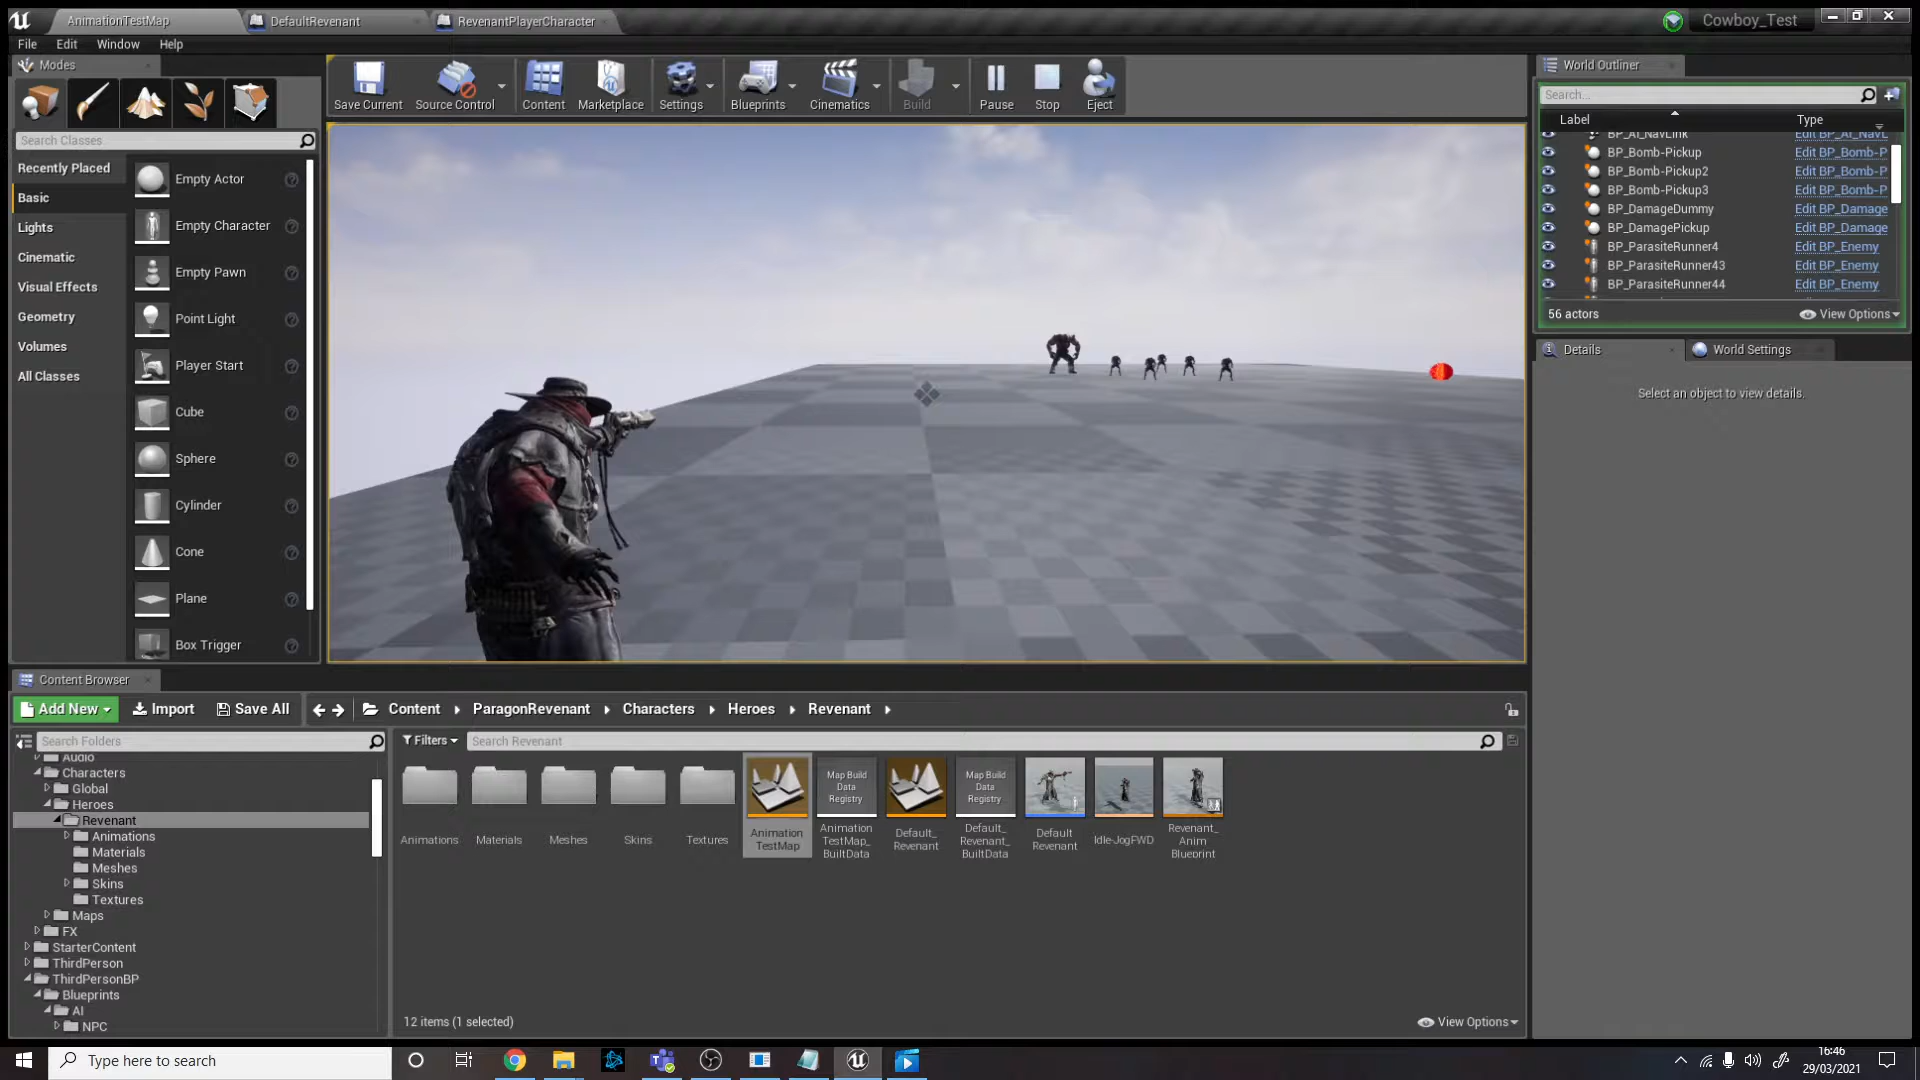 AnimationTestMap
DefaultRevenant
RevenantPlayerCharacter
Cowboy_Test
File
Edit
Window
Help
Modes
Save Current
Source Control
Content
Marketplace
Settings
Blueprints
Cinematics
Build
Pause
Stop
Eject
World Outliner
Search Classes
Recently Placed
Basic
Lights
Cinematic
Visual Effects
Geometry
Volumes
All Classes
Empty Actor
Empty Character
Empty Pawn
Point Light
Player Start
Cube
Sphere
Cylinder
Cone
Plane
Box Trigger
Search...
Label
Type
BP_AI_NavLink Edit BP_AI_NavL
BP_Bomb-Pickup Edit BP_Bomb-P
BP_Bomb-Pickup2 Edit BP_Bomb-P
BP_Bomb-Pickup3 Edit BP_Bomb-P
BP_DamageDummy Edit BP_Damage
BP_DamagePickup Edit BP_Damage
BP_ParasiteRunner4 Edit BP_Enemy
BP_ParasiteRunner43 Edit BP_Enemy
BP_ParasiteRunner44 Edit BP_Enemy
56 actors
View Options
Details
World Settings
Select an object to view details.
Content Browser
Add New
Import
Save All
Content
ParagonRevenant
Characters
Heroes
Revenant
Search Folders
Filters
Search Revenant
Audio
Characters
Global
Heroes
Revenant
Animations
Materials
Meshes
Skins
Textures
Maps
FX
StarterContent
ThirdPerson
ThirdPersonBP
Blueprints
AI
NPC
Map Build
Data
Registry
Map Build
Data
Registry
Animations
Materials
Meshes
Skins
Textures
Animation
TestMap
Animation
TestMap_
BuiltData
Default_
Revenant
Default_
Revenant_
BuiltData
Default
Revenant
Idle-JogFWD
Revenant_
Anim
Blueprint
12 items (1 selected)
View Options
Type here to search
16:46
29/03/2021